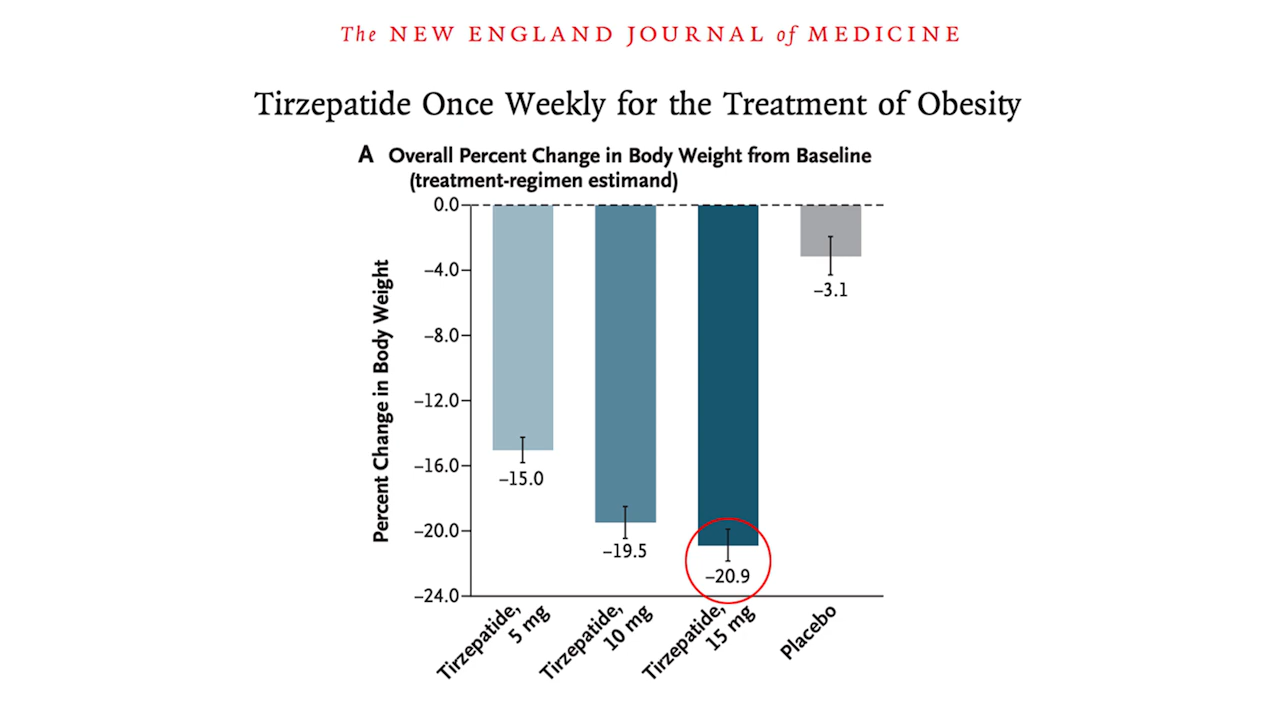 The NEW ENGLAND JOURNAL of MEDICINE
Tirzepatide Once Weekly for the Treatment of Obesity
A Overall Percent Change in Body Weight from Baseline
(treatment-regimen estimand)
Percent Change in Body Weight
0.0
–4.0
–8.0
–12.0
–16.0
–20.0
–24.0
–15.0
–19.5
–20.9
–3.1
Tirzepatide,
5 mg
Tirzepatide,
10 mg
Tirzepatide,
15 mg
Placebo